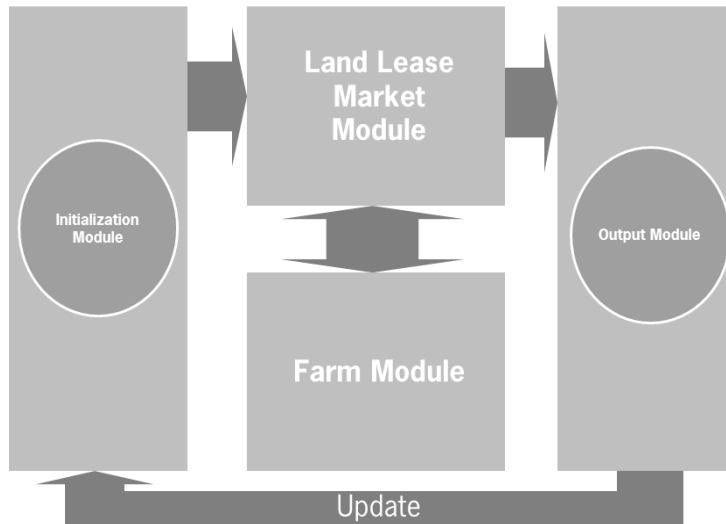 Land Lease
Market
Module
Initialization
Module
Output Module
Farm Module
Update